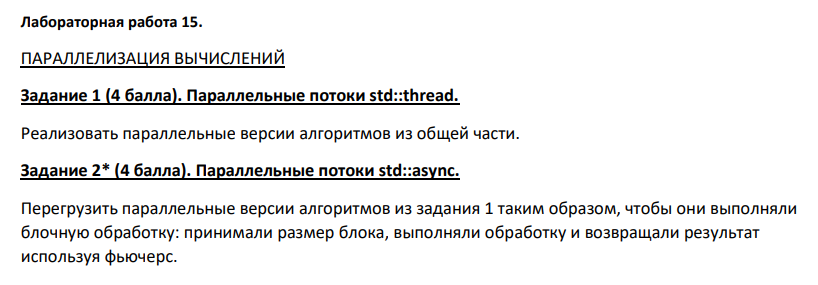 Лабораторная работа 15.
ПАРАЛЛЕЛИЗАЦИЯ ВЫЧИСЛЕНИЙ
Задание 1 (4 балла). Параллельные потоки std::thread.
Реализовать параллельные версии алгоритмов из общей части.
Задание 2* (4 балла). Параллельные потоки std::async.
Перегрузить параллельные версии алгоритмов из задания 1 таким образом, чтобы они выполняли
блочную обработку: принимали размер блока, выполняли обработку и возвращали результат
используя фьючерс.